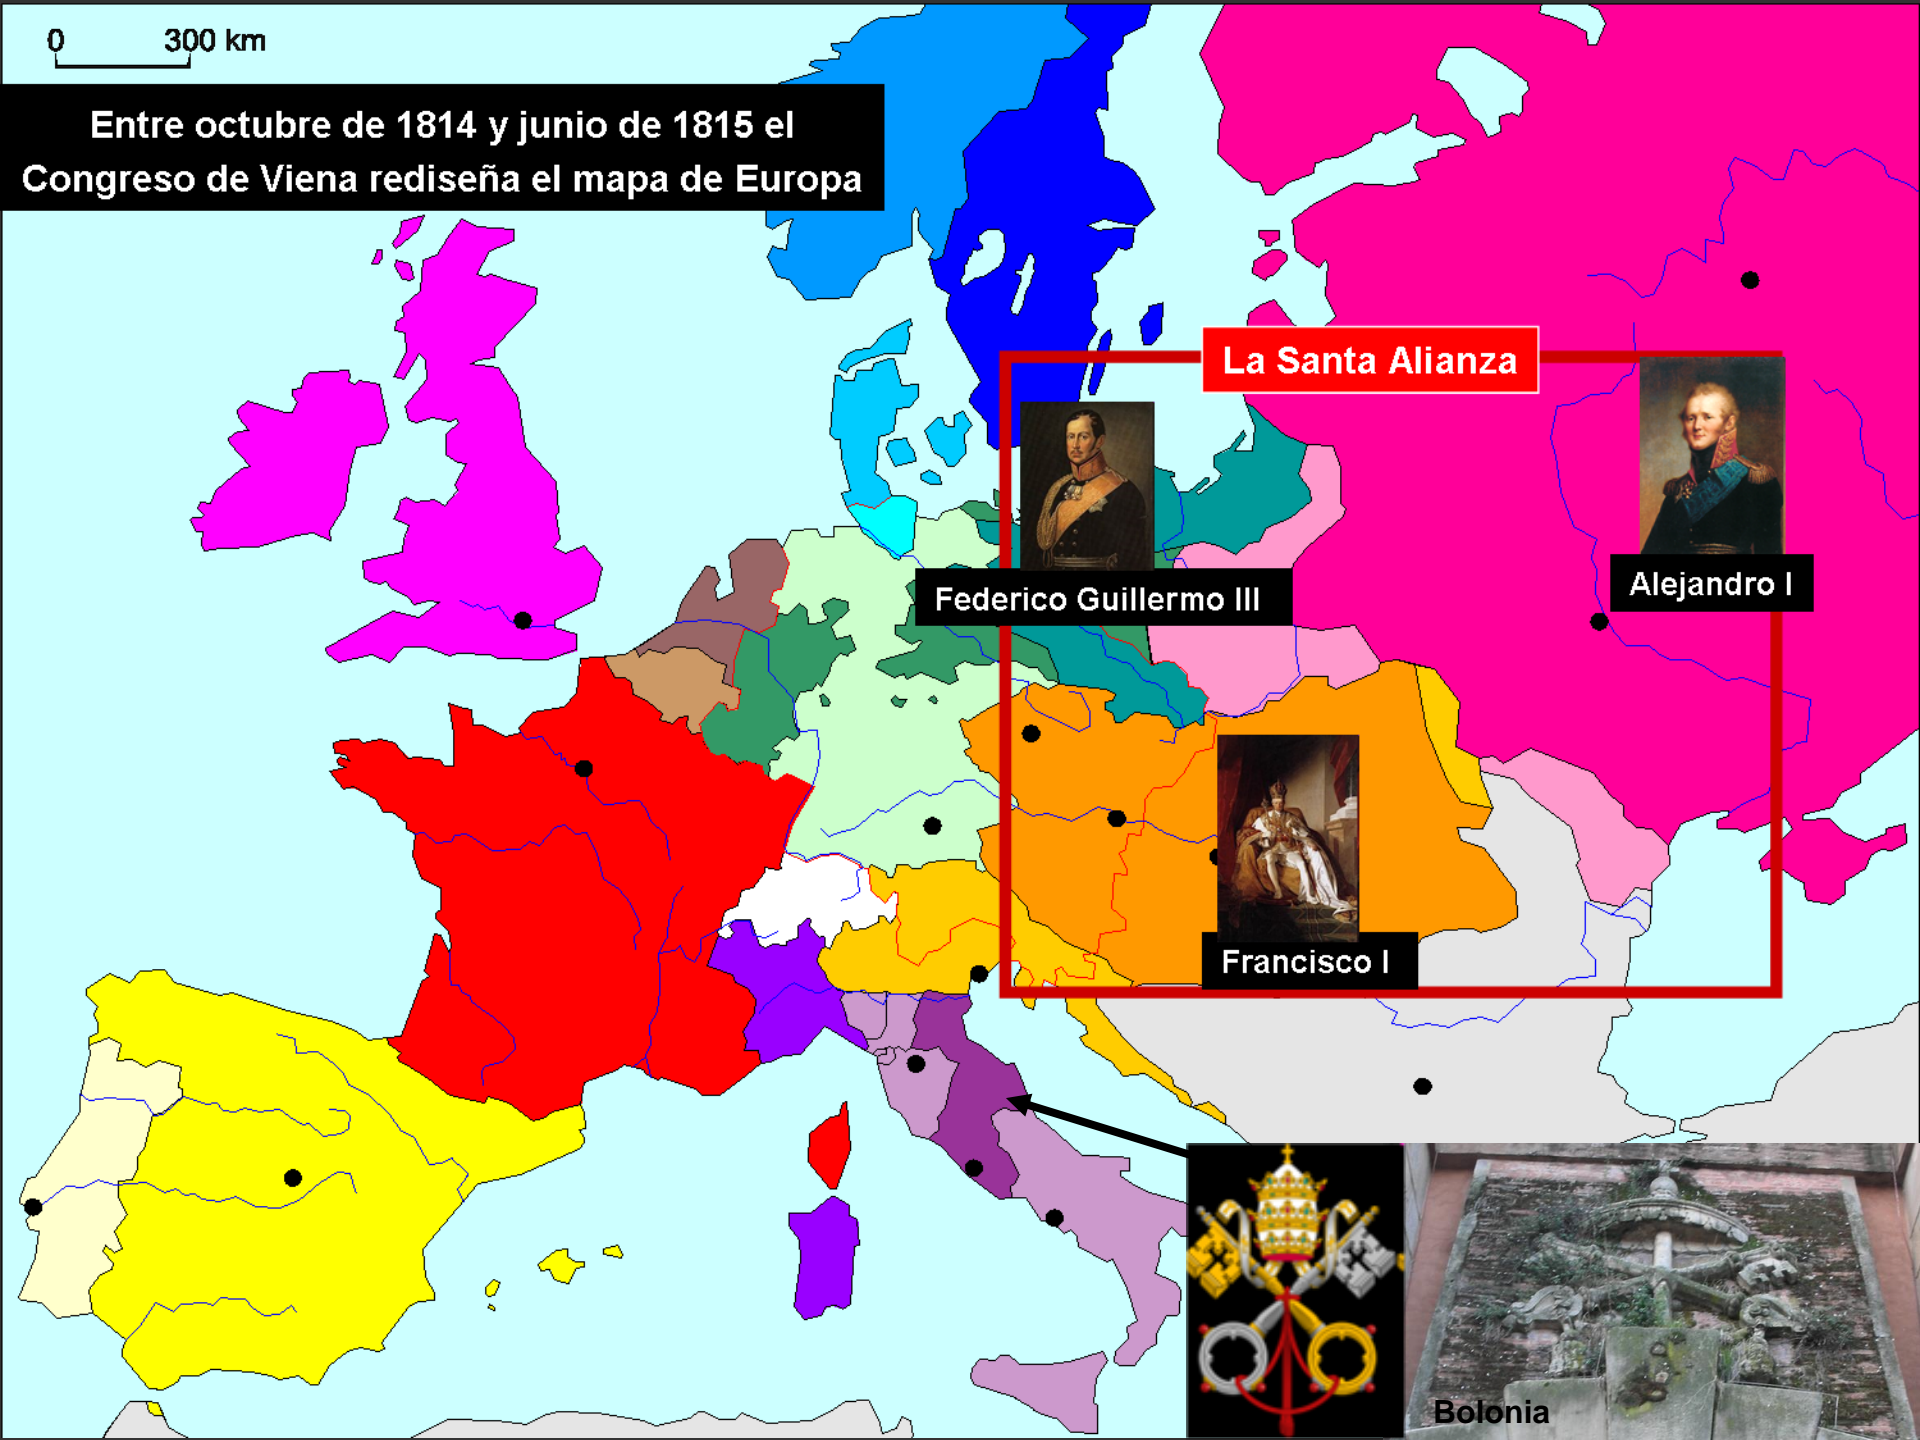 0 300 km
Entre octubre de 1814 y junio de 1815 el
Congreso de Viena rediseña el mapa de Europa
La Santa Alianza
Federico Guillermo III
Alejandro I
Francisco I
Bolonia